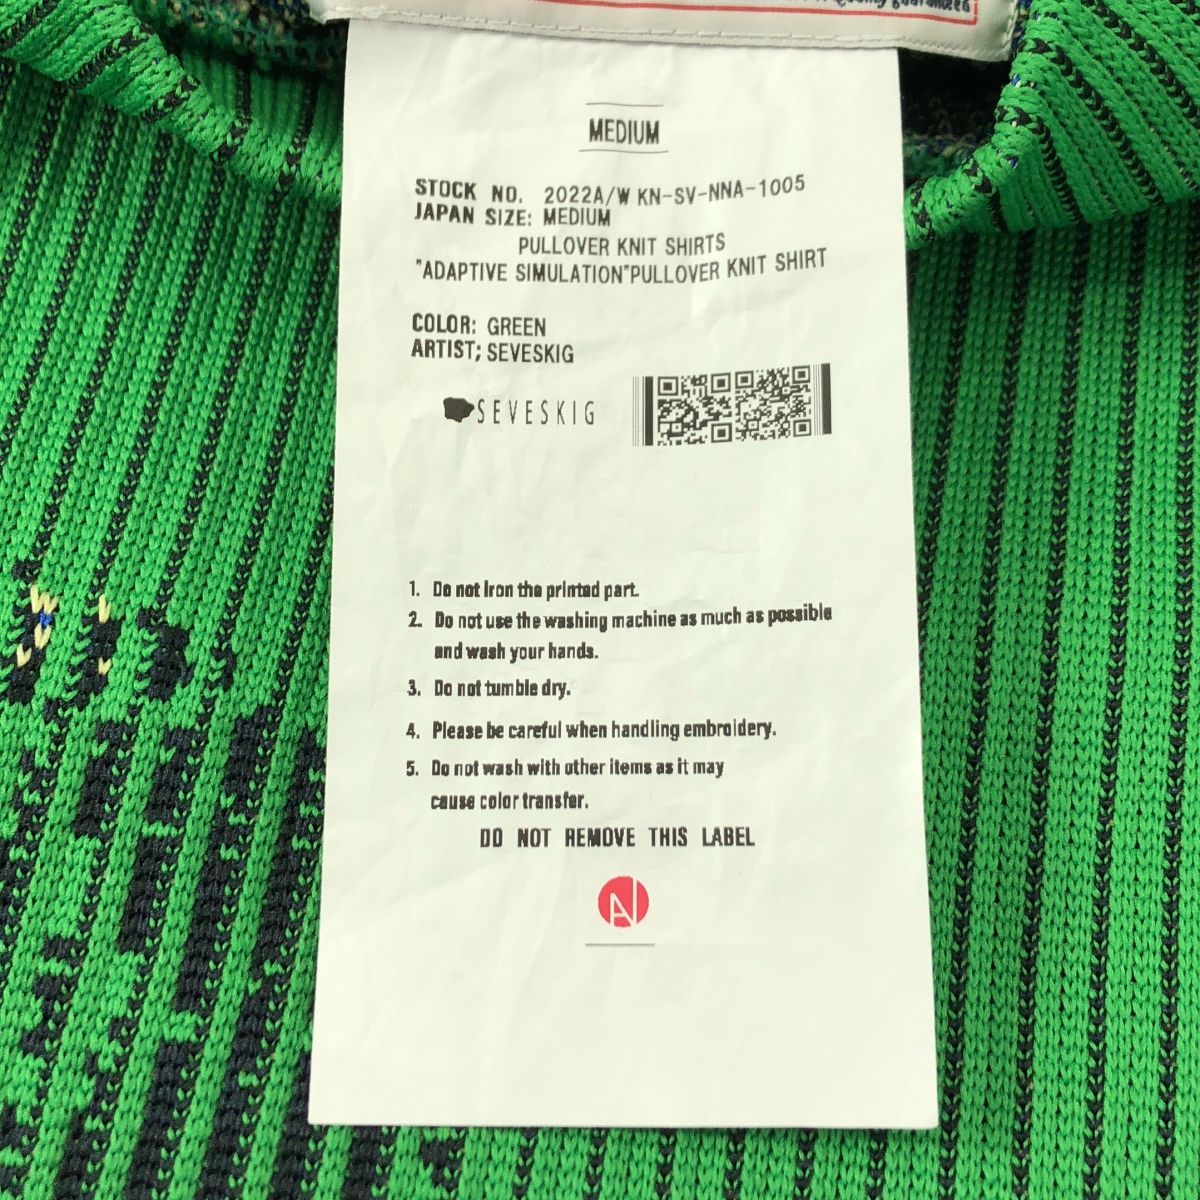 Quality guaranteed
MEDIUM
STOCK NO. 2022A/W KN-SV-NNA-1005
JAPAN SIZE: MEDIUM
PULLOVER KNIT SHIRTS
"ADAPTIVE SIMULATION"PULLOVER KNIT SHIRT
COLOR: GREEN
ARTIST; SEVESKIG
SEVESKIG
1. Do not Iron the printed part.
2. Do not use the washing machine as much as possible
and wash your hands.
3. Do not tumble dry.
4. Please be careful when handling embroidery.
5. Do not wash with other items as it may
cause color transfer.
DO NOT REMOVE THIS LABEL